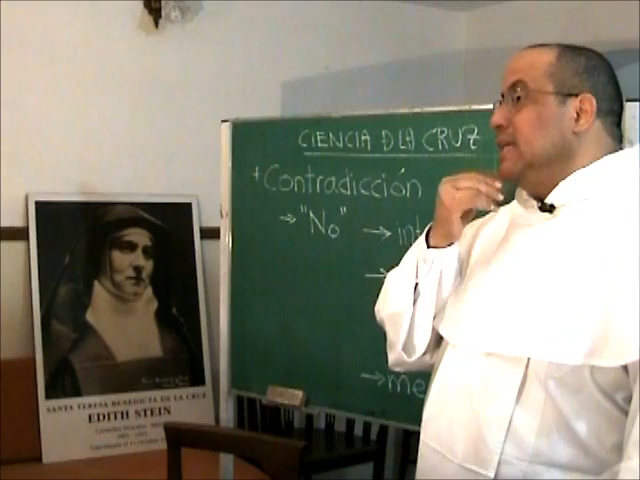 CIENCIA D LA CRUZ
+ Contradicción
→ "No" → int
→
→ me
SANTA TERESA BENEDICTA DE LA CRUZ
EDITH STEIN